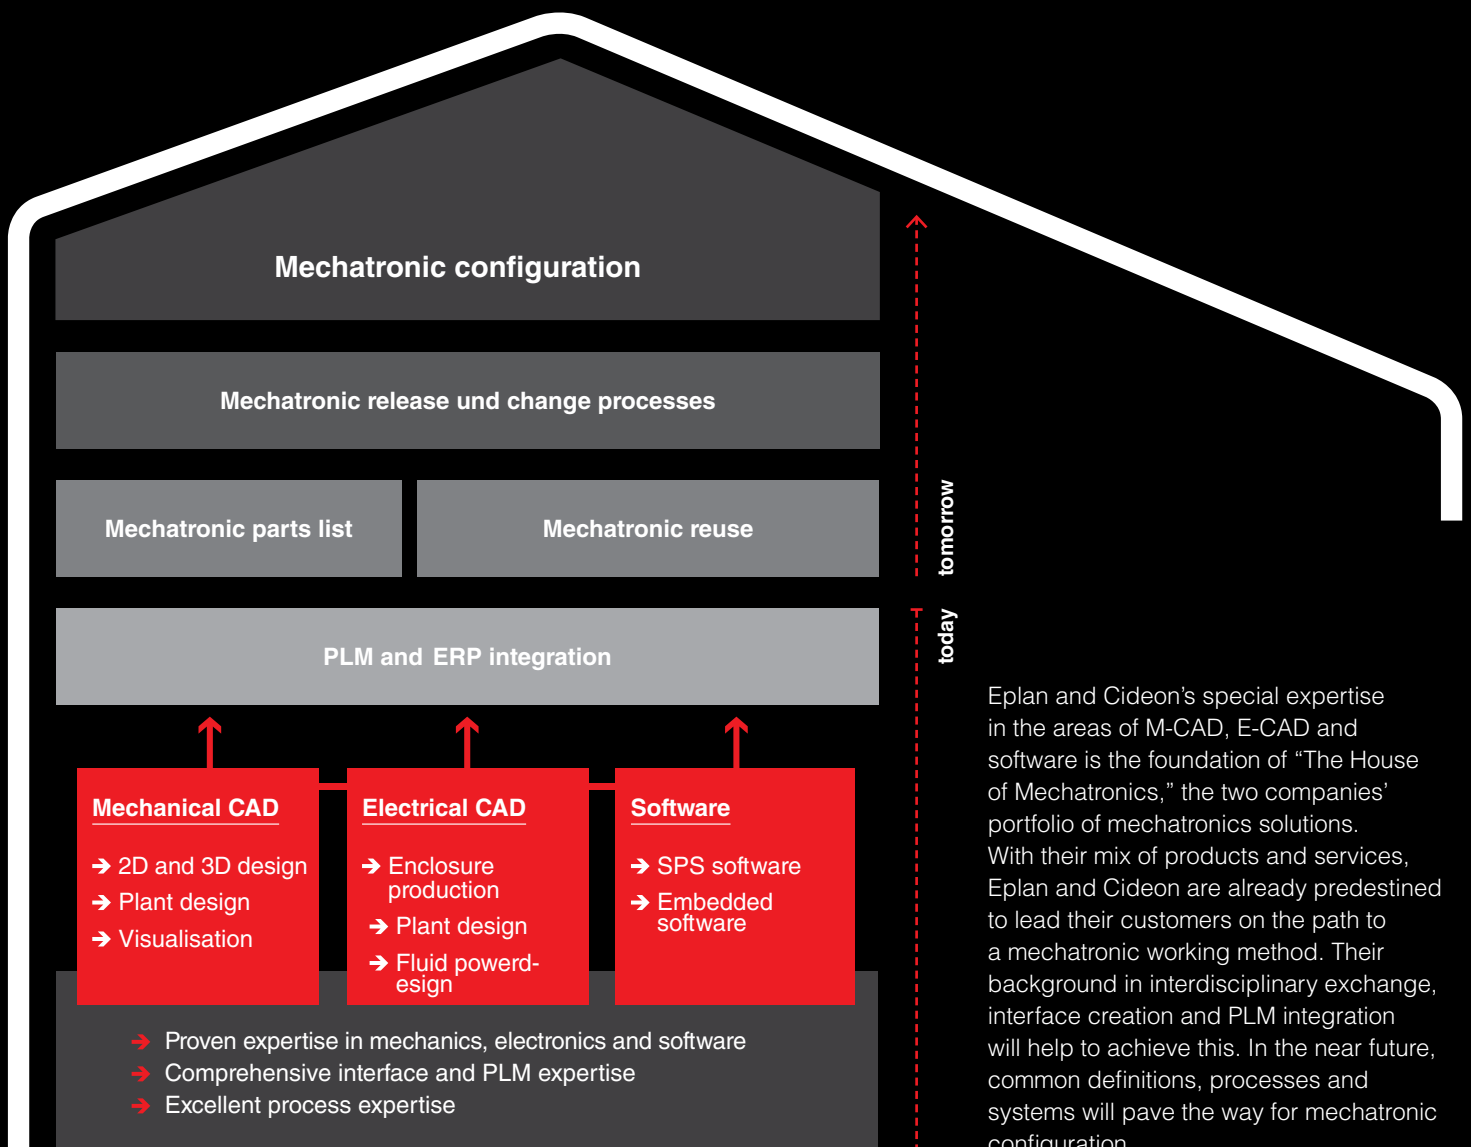 Mechatronic configuration
Mechatronic release und change processes
Mechatronic parts list
Mechatronic reuse
tomorrow
today
PLM and ERP integration
Mechanical CAD
➔ 2D and 3D design
➔ Plant design
➔ Visualisation
Electrical CAD
➔ Enclosure
production
➔ Plant design
➔ Fluid powerd-
esign
Software
➔ SPS software
➔ Embedded
software
➔ Proven expertise in mechanics, electronics and software
➔ Comprehensive interface and PLM expertise
➔ Excellent process expertise
Eplan and Cideon’s special expertise
in the areas of M-CAD, E-CAD and
software is the foundation of “The House
of Mechatronics,” the two companies’
portfolio of mechatronics solutions.
With their mix of products and services,
Eplan and Cideon are already predestined
to lead their customers on the path to
a mechatronic working method. Their
background in interdisciplinary exchange,
interface creation and PLM integration
will help to achieve this. In the near future,
common definitions, processes and
systems will pave the way for mechatronic
configuration